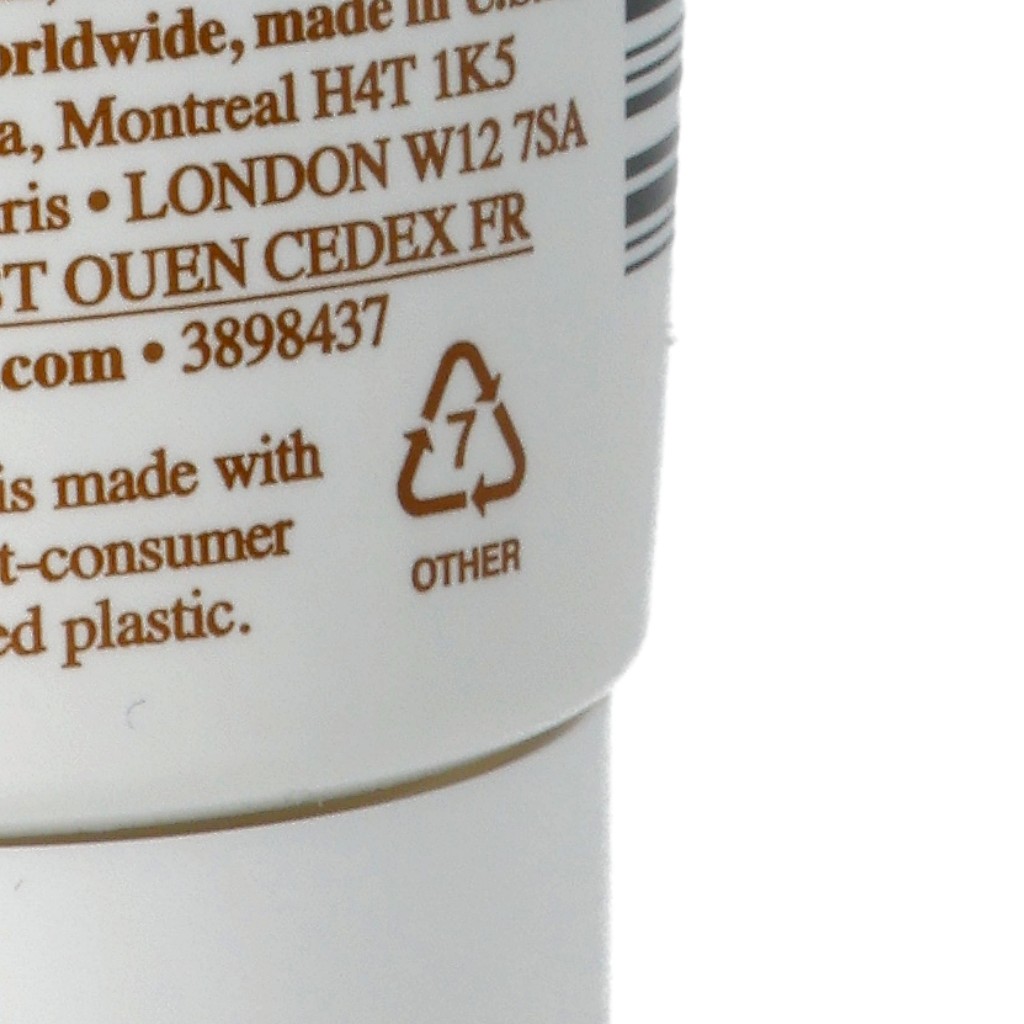 orldwide, made in U.S.
a, Montreal H4T 1K5
ris • LONDON W12 7SA
ST OUEN CEDEX FR
.com • 3898437
7
OTHER
is made with
t-consumer
ed plastic.